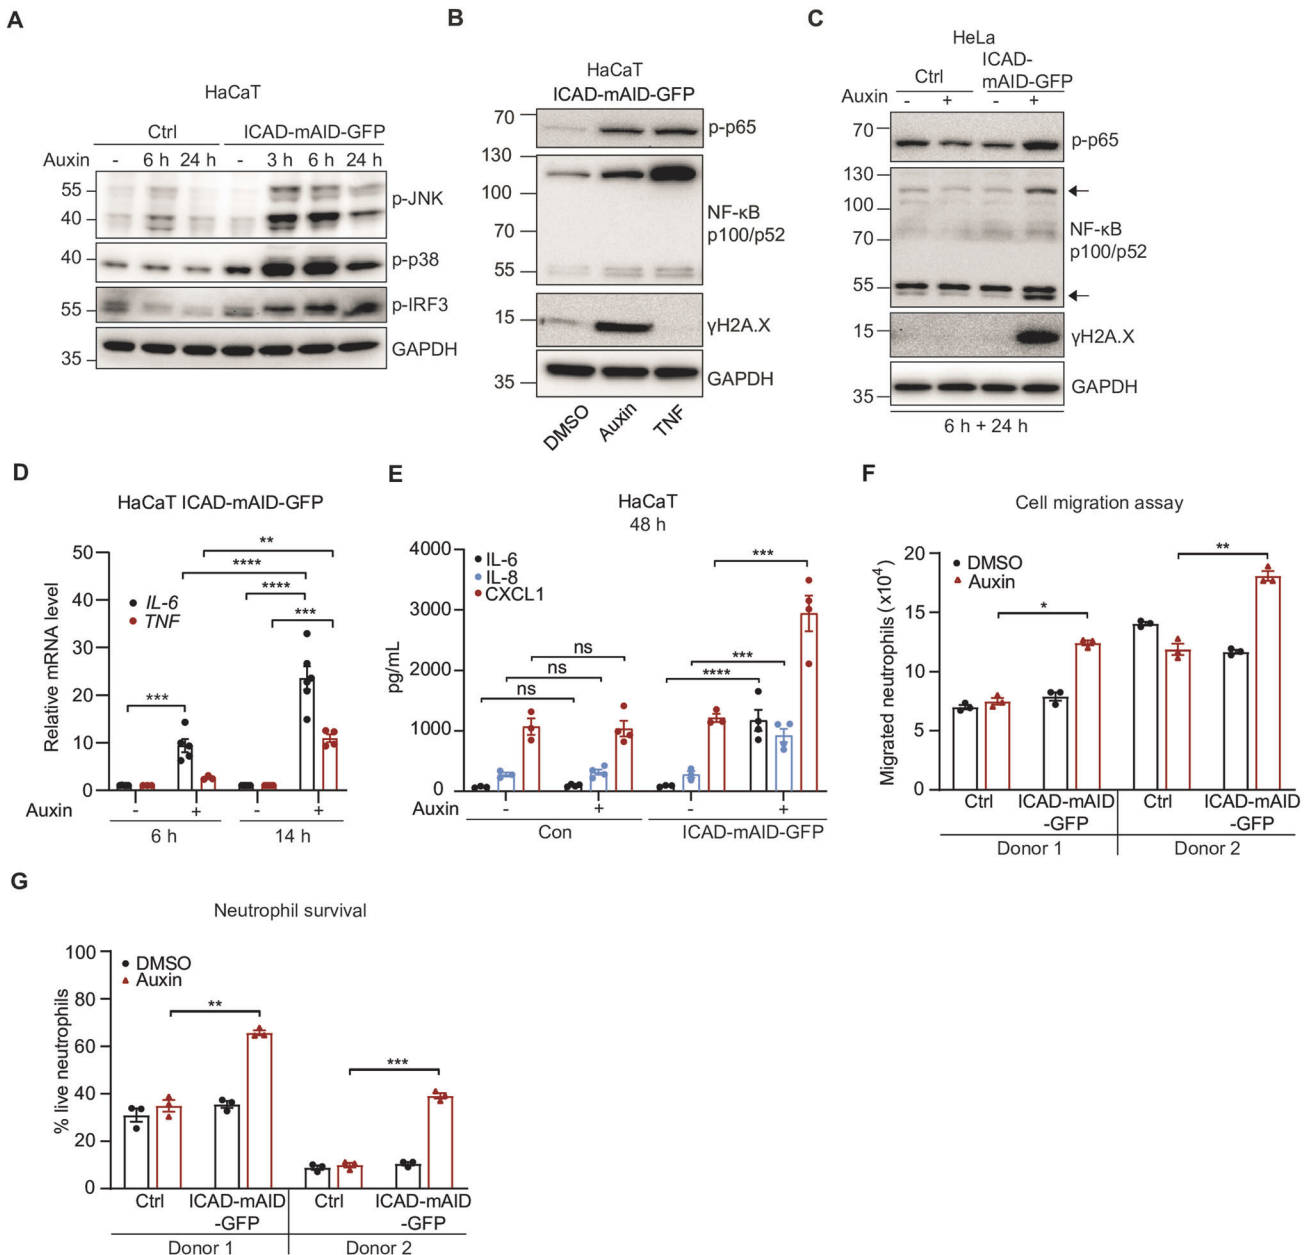 A
HaCaT
Ctrl ICAD-mAID-GFP
Auxin - 6 h 24 h - 3 h 6 h 24 h
55
40
p-JNK
40
p-p38
55
p-IRF3
35
GAPDH
B
HaCaT
ICAD-mAID-GFP
70
p-p65
130
100
70
55
NF-κB
p100/p52
15
γH2A.X
35
GAPDH
DMSO Auxin TNF
C
HeLa
Ctrl ICAD-
mAID-GFP
Auxin - + - +
70
p-p65
130
100
70
55
NF-κB
p100/p52
15
γH2A.X
35
GAPDH
6 h + 24 h
D
HaCaT ICAD-mAID-GFP
Relative mRNA level
50
40
30
20
10
0
IL-6
TNF
**
****
****
***
***
Auxin - + - +
6 h 14 h
E
HaCaT
48 h
pg/mL
4000
3000
2000
1000
0
IL-6
IL-8
CXCL1
***
ns
ns
ns
***
****
Auxin - + - +
Con ICAD-mAID-GFP
F
Cell migration assay
Migrated neutrophils (x10⁴)
20
15
10
5
0
DMSO
Auxin
**
*
Ctrl ICAD-mAID Ctrl ICAD-mAID
-GFP -GFP
Donor 1 Donor 2
G
Neutrophil survival
% live neutrophils
100
80
60
40
20
0
DMSO
Auxin
**
***
Ctrl ICAD-mAID Ctrl ICAD-mAID
-GFP -GFP
Donor 1 Donor 2